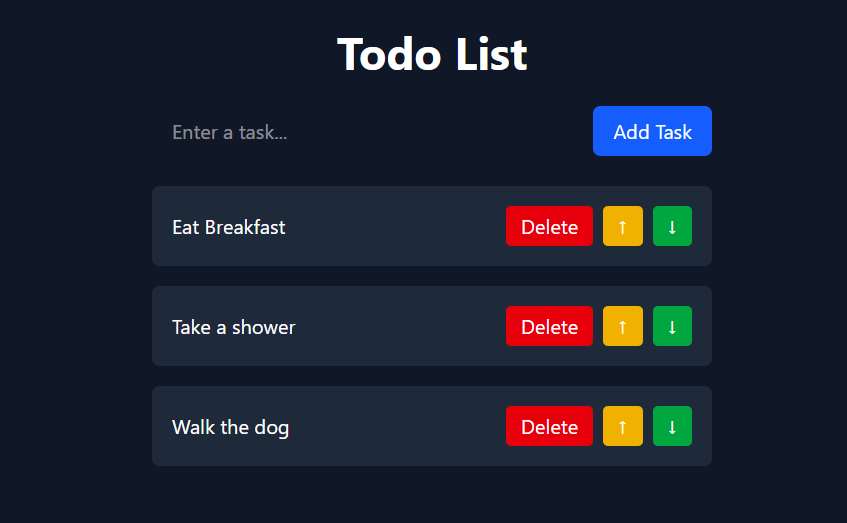 Todo List
Enter a task... Add Task
Eat Breakfast Delete ↑ ↓
Take a shower Delete ↑ ↓
Walk the dog Delete ↑ ↓